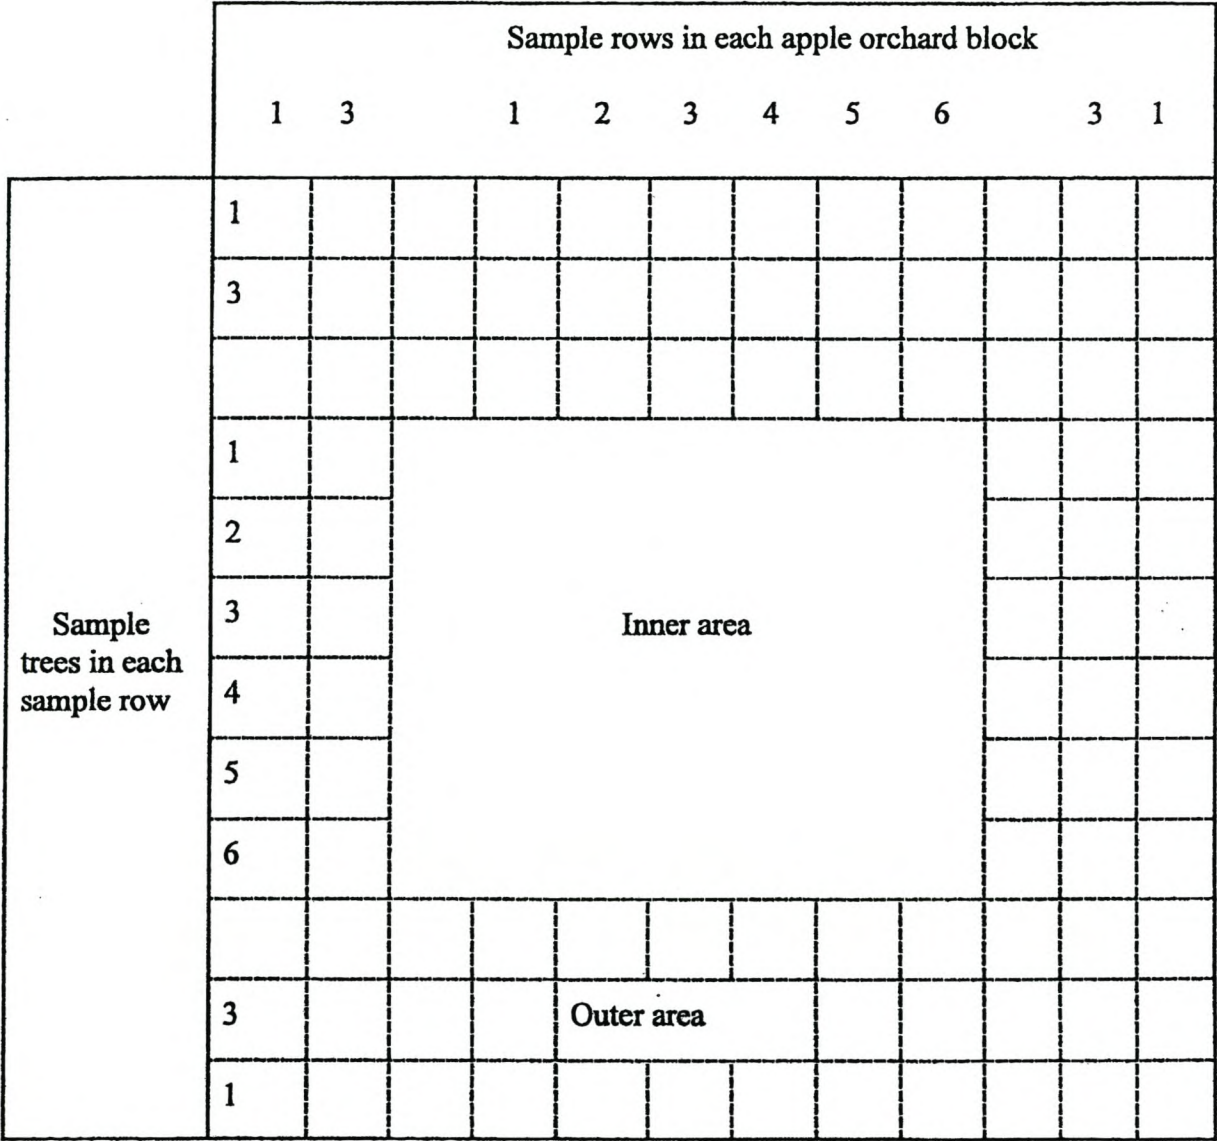 Sample rows in each apple orchard block
1 3 1 2 3 4 5 6 3 1
1
3
1
2
3
4
5
6
3
1
Sample
trees in each
sample row
Inner area
Outer area